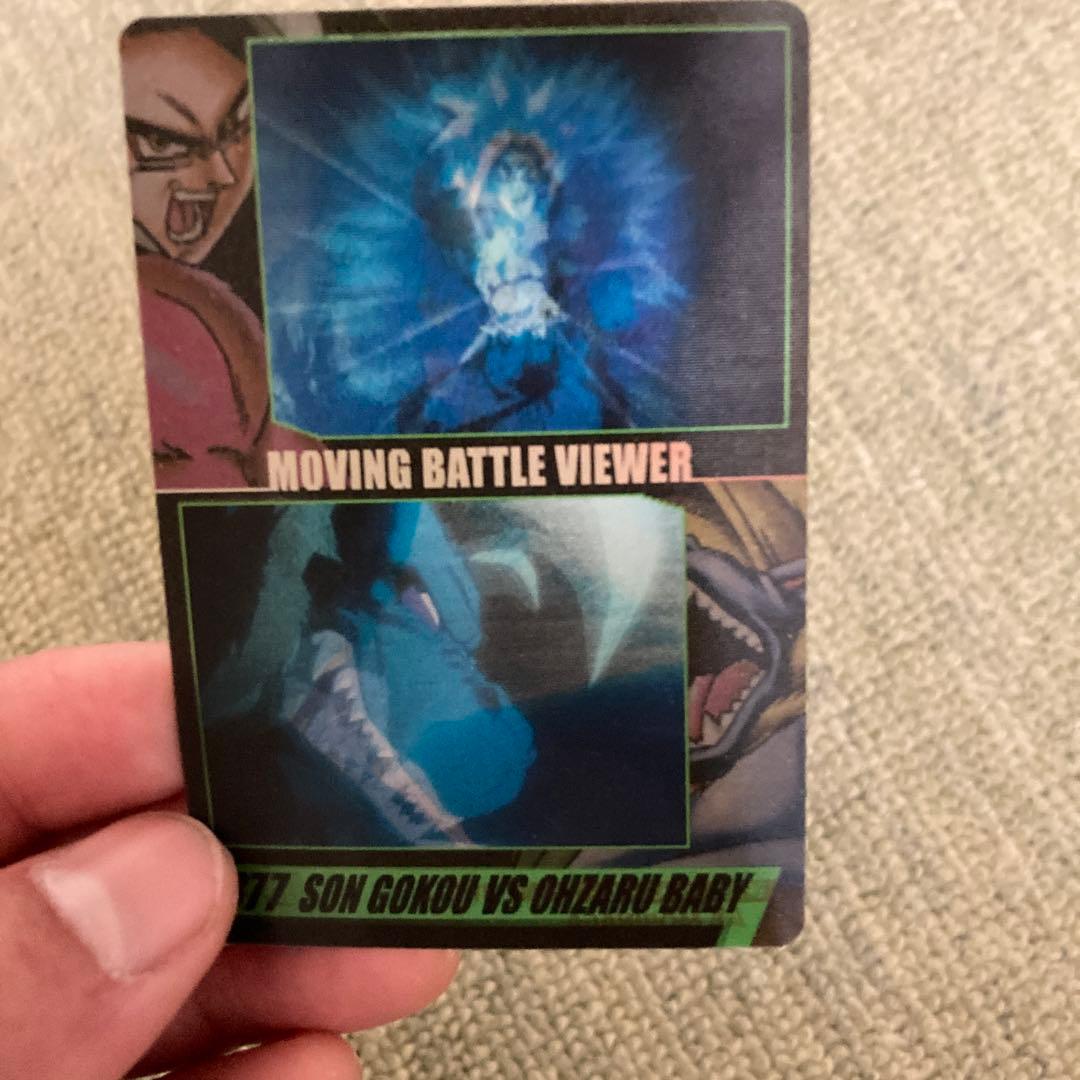 MOVING BATTLE VIEWER
77 SON GOKOU VS OHZARU BABY